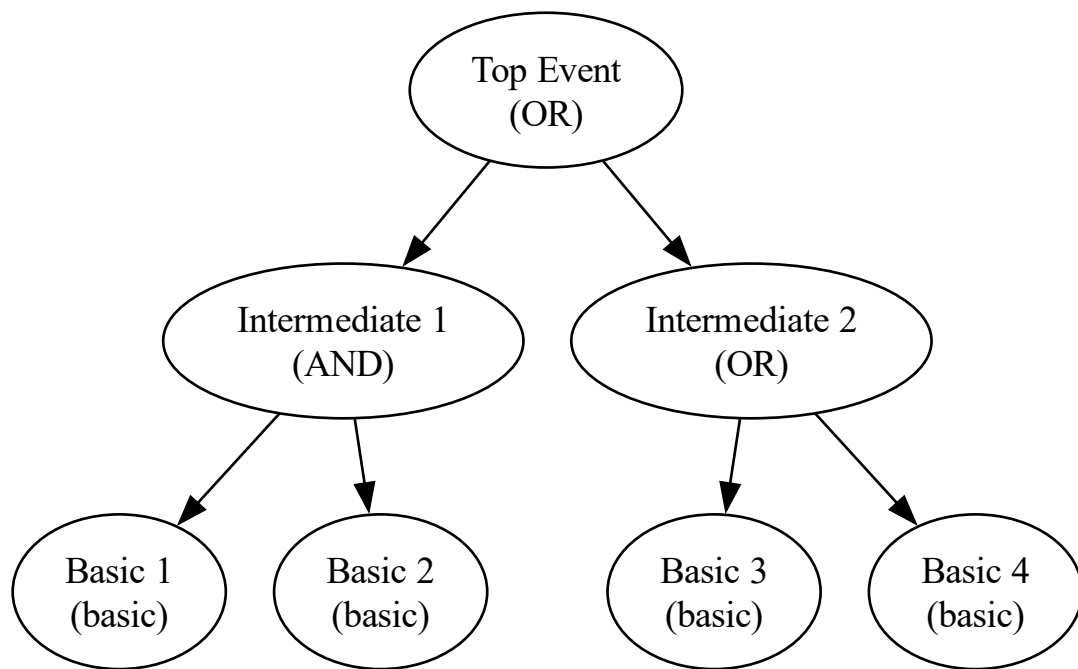 Top Event
(OR)
Intermediate 1
(AND)
Intermediate 2
(OR)
Basic 1
(basic)
Basic 2
(basic)
Basic 3
(basic)
Basic 4
(basic)